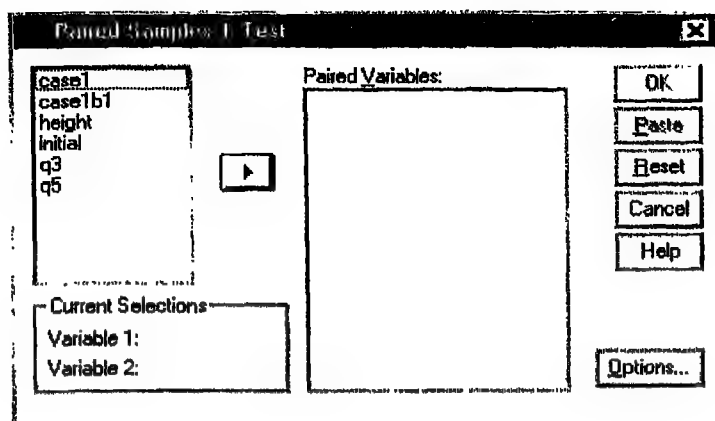 Paired Samples T Test
case1
case1b1
height
initial
q3
q5
Current Selections
Variable 1:
Variable 2:
Paired Variables:
OK
Paste
Reset
Cancel
Help
Options...